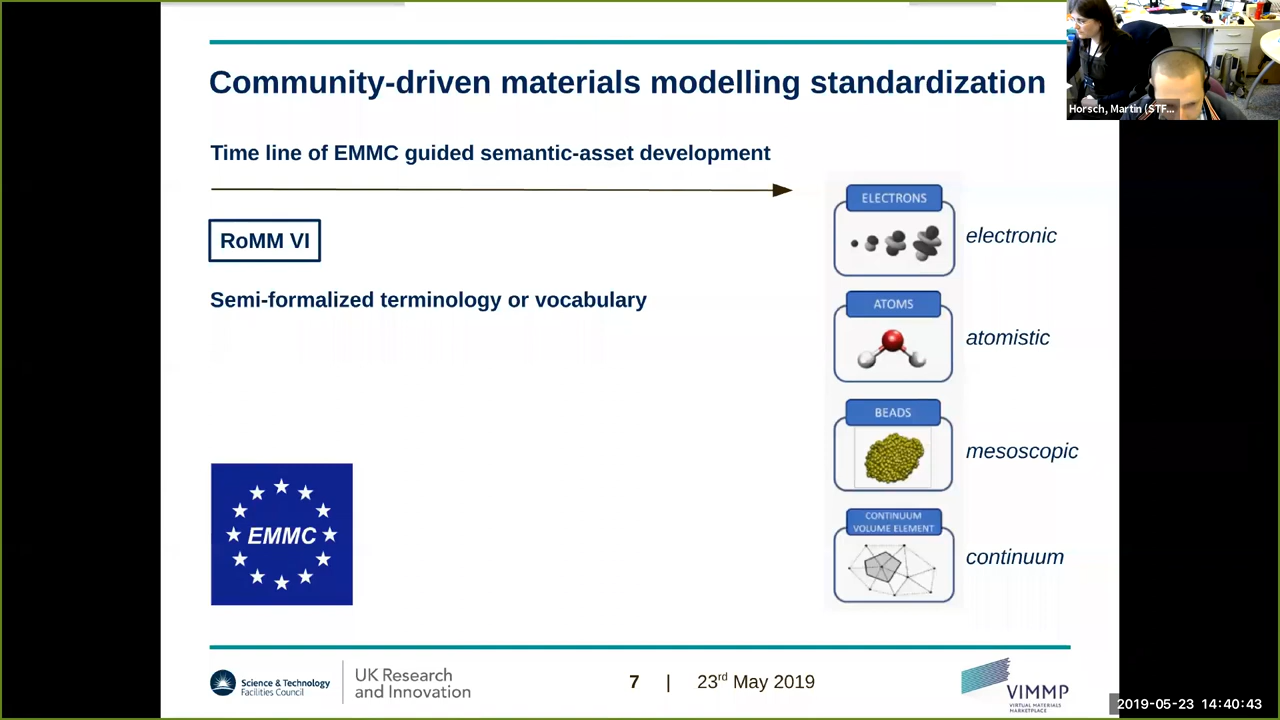 Community-driven materials modelling standardization
Horsch, Martin (STF...
Time line of EMMC guided semantic-asset development
RoMM VI
Semi-formalized terminology or vocabulary
ELECTRONS
electronic
ATOMS
atomistic
BEADS
mesoscopic
CONTINUUM
VOLUME ELEMENT
continuum
EMMC
Science & Technology
Facilities Council
UK Research
and Innovation
7 | 23rd May 2019
VIMMP
VIRTUAL MATERIALS
MARKETPLACE
2019-05-23 14:40:43